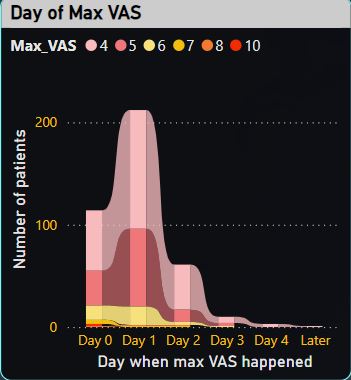 Day of Max VAS
Max_VAS 4 5 6 7 8 10
200
100
0
Number of patients
Day 0 Day 1 Day 2 Day 3 Day 4 Later
Day when max VAS happened